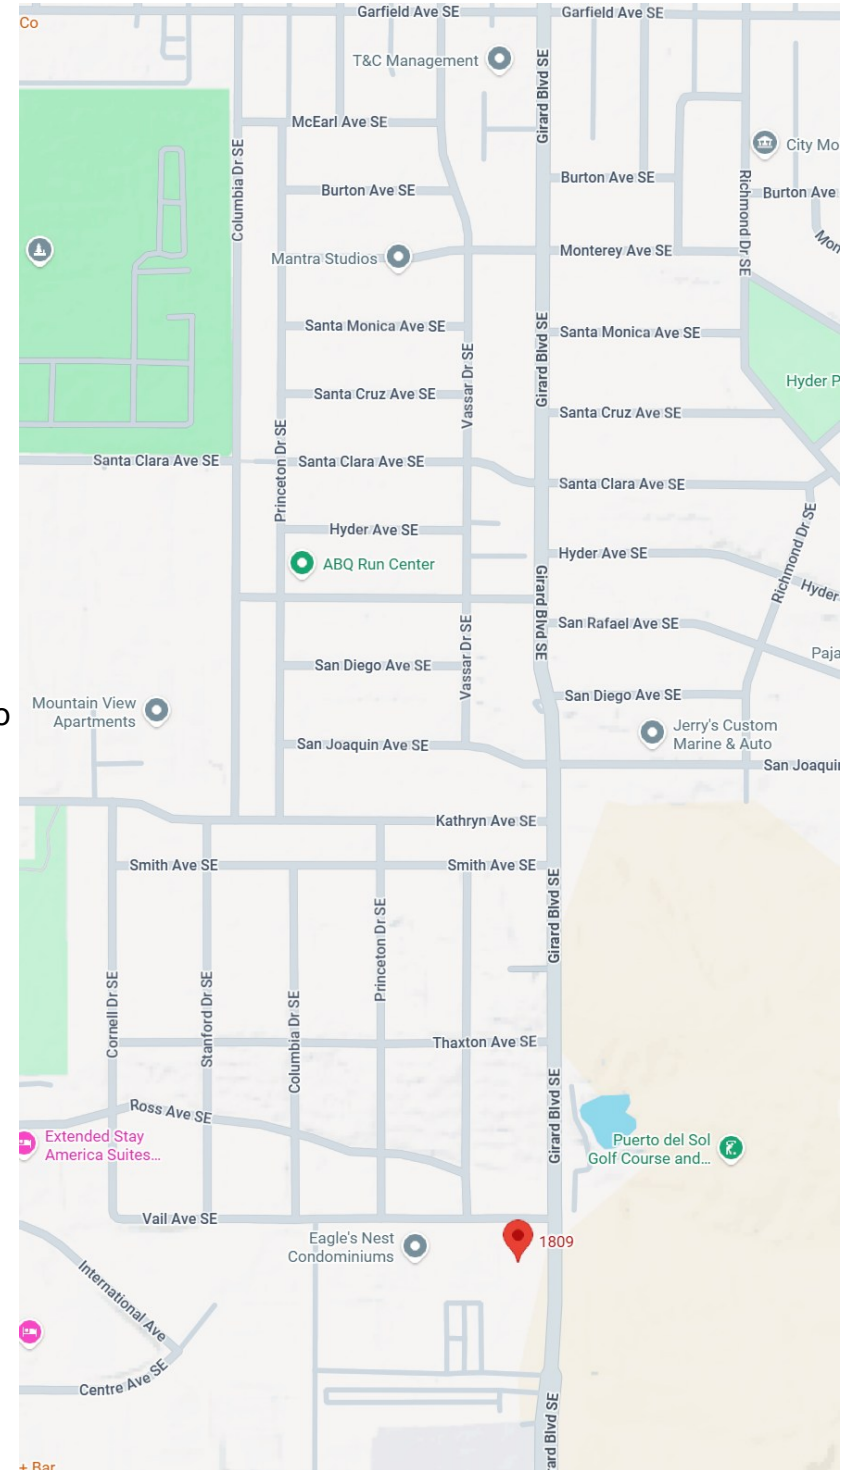 Garfield Ave SE
Garfield Ave SE
Co
T&C Management
Girard Blvd SE
McEarl Ave SE
City Mo
Columbia Dr SE
Burton Ave SE
Burton Ave SE
Richmond Dr SE
Burton Ave
Mon
Mantra Studios
Monterey Ave SE
Santa Monica Ave SE
Girard Blvd SE
Santa Monica Ave SE
Vassar Dr SE
Hyder P
Santa Cruz Ave SE
Santa Cruz Ave SE
Princeton Dr SE
Santa Clara Ave SE
Santa Clara Ave SE
Santa Clara Ave SE
Richmond Dr SE
Hyder Ave SE
Hyder Ave SE
ABQ Run Center
Girard Blvd SE
Hyder
San Rafael Ave SE
Vassar Dr SE
Paja
San Diego Ave SE
San Diego Ave SE
o
Mountain View
Apartments
Jerry's Custom
Marine & Auto
San Joaquin Ave SE
San Joaquin
Kathryn Ave SE
Smith Ave SE
Smith Ave SE
Girard Blvd SE
Princeton Dr SE
Cornell Dr SE
Stanford Dr SE
Columbia Dr SE
Thaxton Ave SE
Girard Blvd SE
Ross Ave SE
Extended Stay
America Suites...
Puerto del Sol
Golf Course and...
Vail Ave SE
Eagle's Nest
Condominiums
1809
International Ave
Centre Ave SE
ard Blvd SE
+ Bar